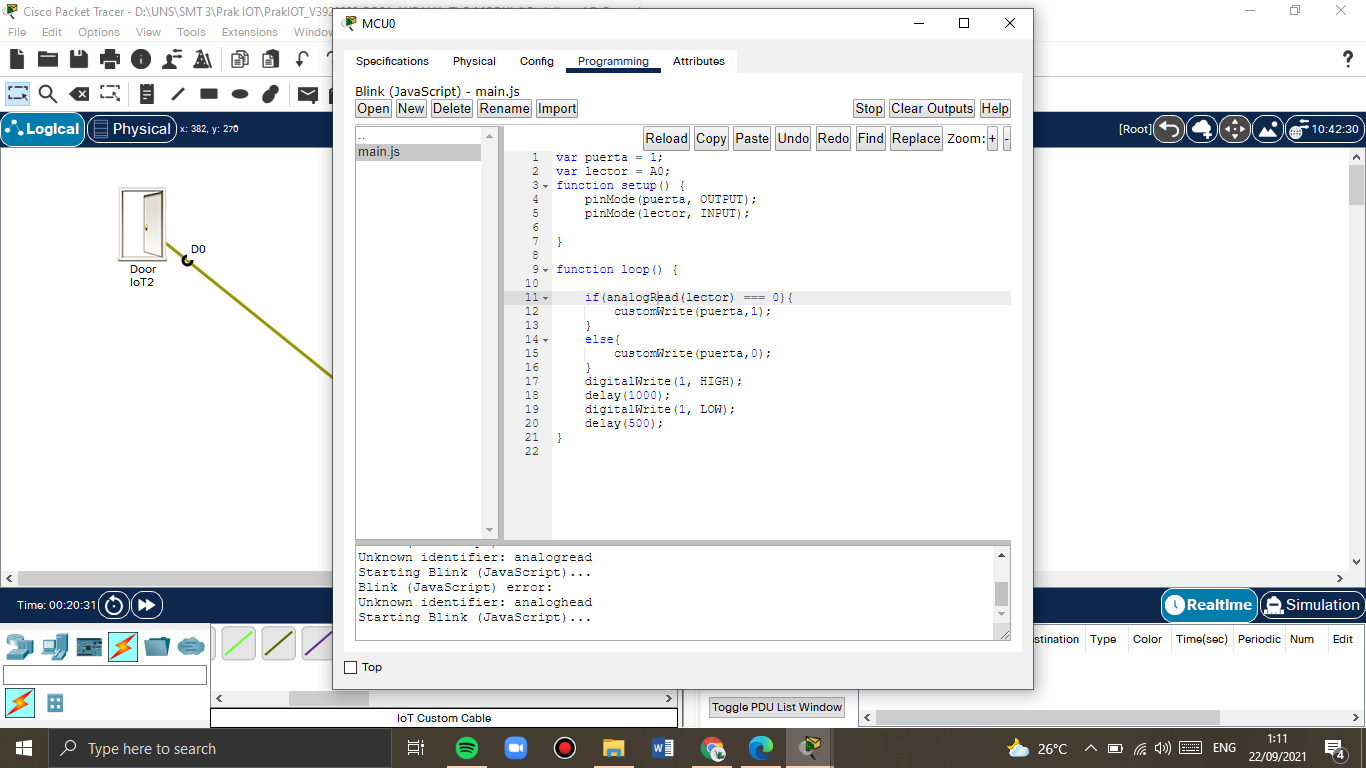 Cisco Packet Tracer - D:\UNS\SMT 3\Prak IOT\PrakIOT_V39
MCU0
File Edit Options View Tools Extensions Window
Specifications Physical Config Programming Attributes
Blink (JavaScript) - main.js
Open New Delete Rename Import Stop Clear Outputs Help
Logical Physical x: 382, y: 270
[Root] 10:42:30
..
main.js
Reload Copy Paste Undo Redo Find Replace Zoom: + -
1 var puerta = 1;
2 var lector = A0;
3 function setup() {
4 pinMode(puerta, OUTPUT);
5 pinMode(lector, INPUT);
6
7 }
8
9 function loop() {
10
11 if(analogRead(lector) === 0){
12 customWrite(puerta,1);
13 }
14 else{
15 customWrite(puerta,0);
16 }
17 digitalWrite(1, HIGH);
18 delay(1000);
19 digitalWrite(1, LOW);
20 delay(500);
21 }
22
D0
Door
IoT2
Unknown identifier: analogread
Starting Blink (JavaScript)...
Blink (JavaScript) error:
Unknown identifier: analoghead
Starting Blink (JavaScript)...
Top
Time: 00:20:31
Realtime Simulation
stination Type Color Time(sec) Periodic Num Edit
Toggle PDU List Window
IoT Custom Cable
Type here to search
26°C ENG
1:11
22/09/2021
4